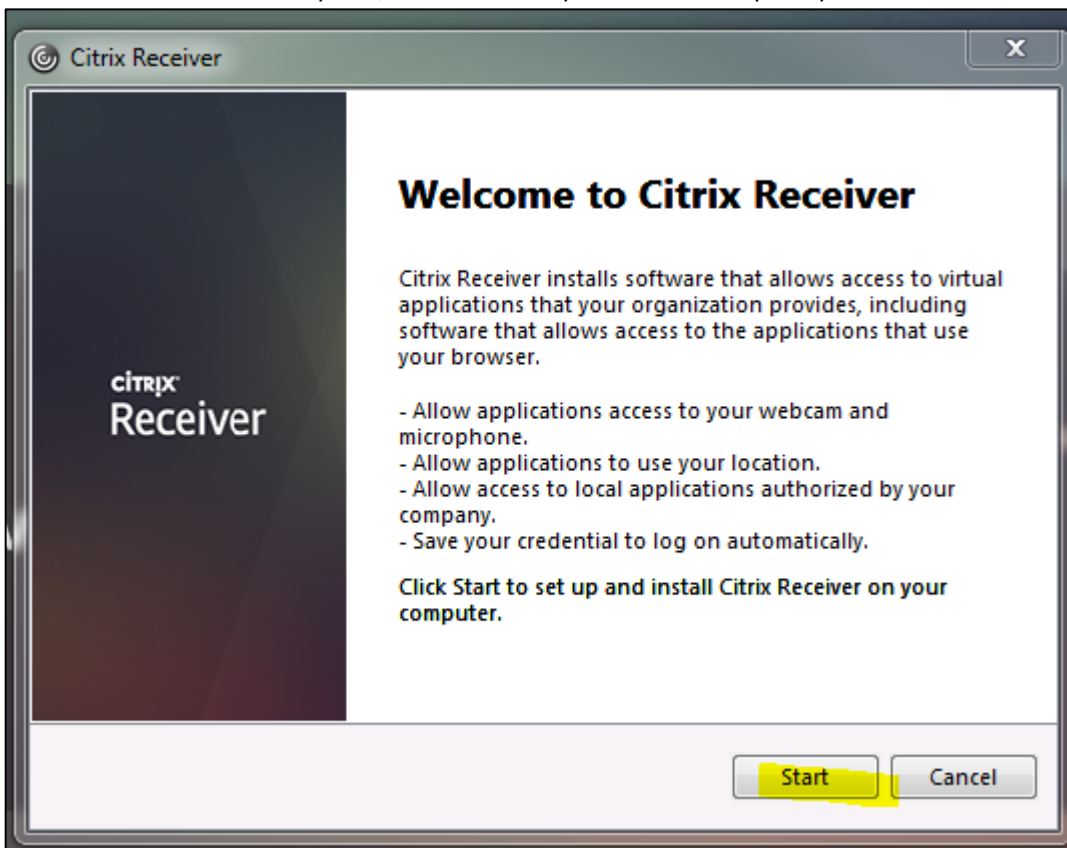 Citrix Receiver
X
Welcome to Citrix Receiver
Citrix Receiver installs software that allows access to virtual
applications that your organization provides, including
software that allows access to the applications that use
your browser.
CITRIX
Receiver
- Allow applications access to your webcam and
microphone.
- Allow applications to use your location.
- Allow access to local applications authorized by your
company.
- Save your credential to log on automatically.
Click Start to set up and install Citrix Receiver on your
computer.
Start
Cancel